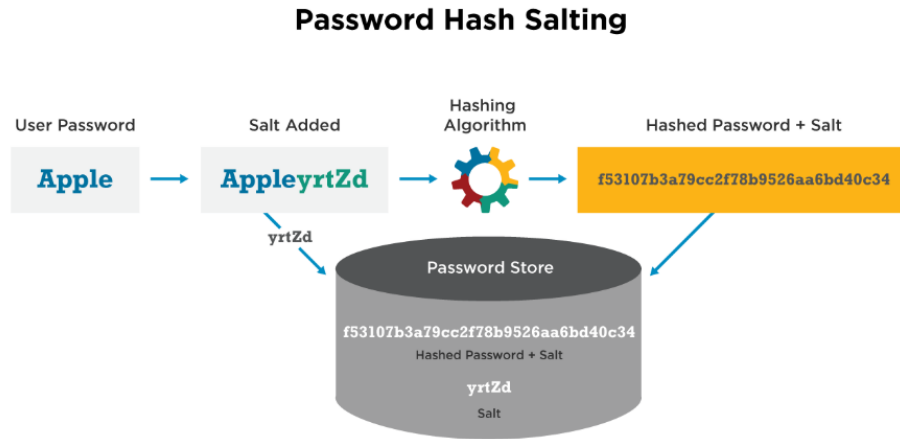 Password Hash Salting
User Password
Salt Added
Hashing
Algorithm
Hashed Password + Salt
Apple
AppleyrtZd
f53107b3a79cc2f78b9526aa6bd40c34
yrtZd
Password Store
f53107b3a79cc2f78b9526aa6bd40c34
Hashed Password + Salt
yrtZd
Salt